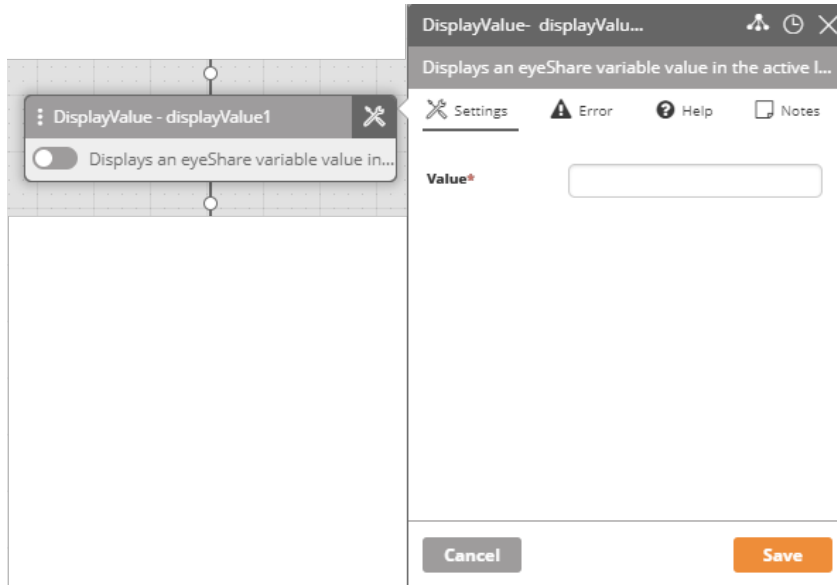 DisplayValue - displayValue1
Displays an eyeShare variable value in...
DisplayValue- displayValu...
Displays an eyeShare variable value in the active l...
Settings
Error
Help
Notes
Value*
Cancel
Save